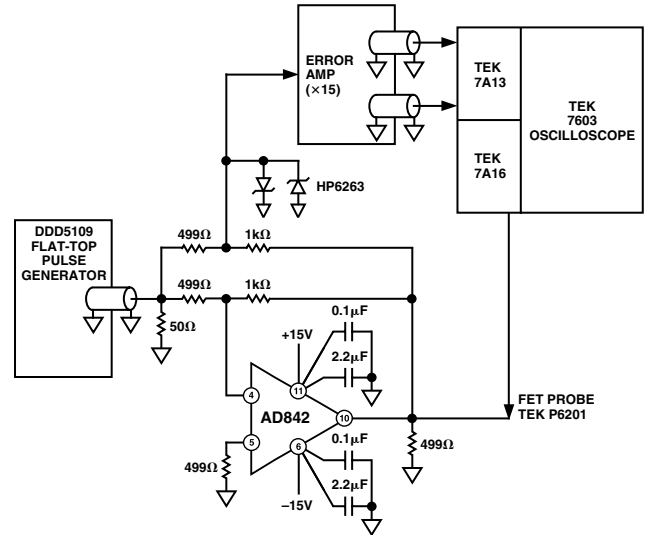 ERROR
AMP
(×15)
TEK
7A13
TEK
7603
OSCILLOSCOPE
TEK
7A16
HP6263
DDD5109
FLAT-TOP
PULSE
GENERATOR
499Ω
1kΩ
499Ω
1kΩ
50Ω
0.1µF
+15V
2.2µF
11
4
AD842
10
FET PROBE
TEK P6201
5
6
0.1µF
499Ω
499Ω
2.2µF
–15V